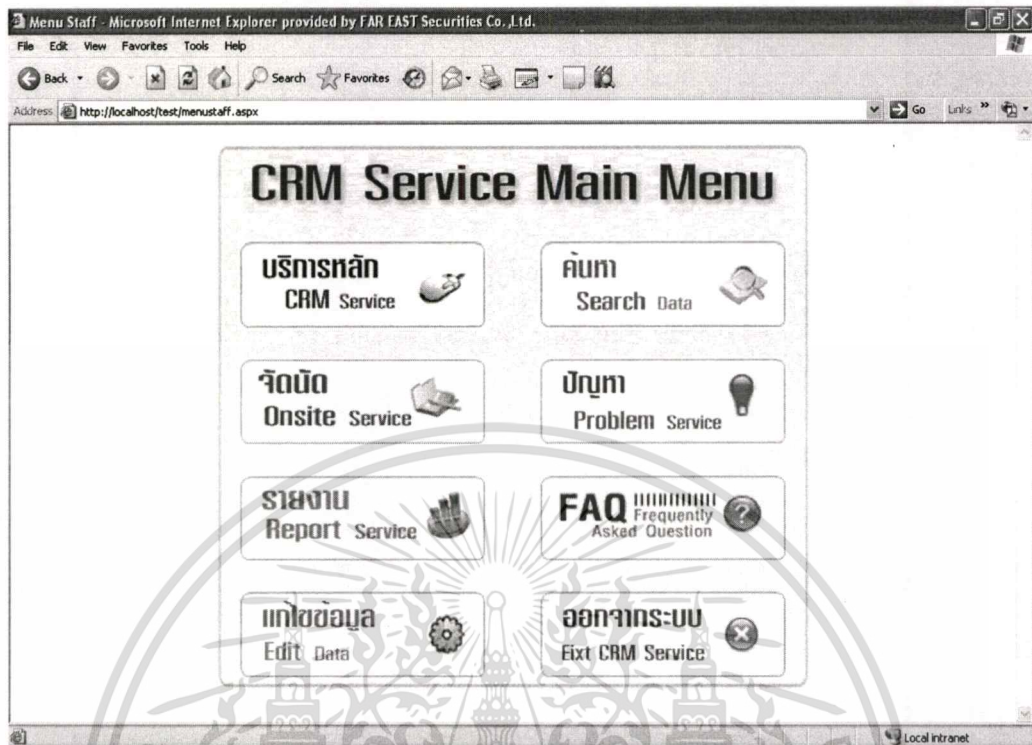 Menu Staff - Microsoft Internet Explorer provided by FAR EAST Securities Co.,Ltd.
File Edit View Favorites Tools Help
Back Search Favorites
Address http://localhost/test/menustaff.aspx Go Links »
CRM Service Main Menu
บริการหลัก
CRM Service
ค้นหา
Search Data
จัดนัด
Onsite Service
ปัญหา
Problem Service
รายงาน
Report Service
FAQ Frequently
Asked Question
แก้ไขข้อมูล
Edit Data
ออกจากระบบ
Eixt CRM Service
Local intranet